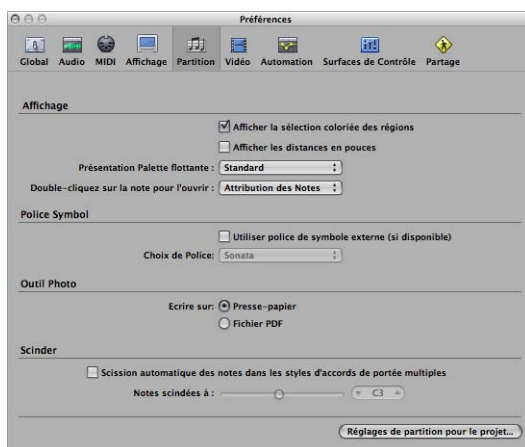 Préférences
Global Audio MIDI Affichage Partition Vidéo Automation Surfaces de Contrôle Partage
Affichage
Afficher la sélection coloriée des régions
Afficher les distances en pouces
Présentation Palette flottante : Standard
Double-cliquez sur la note pour l'ouvrir : Attribution des Notes
Police Symbol
Utiliser police de symbole externe (si disponible)
Choix de Police: Sonata
Outil Photo
Ecrire sur: Presse-papier
Fichier PDF
Scinder
Scission automatique des notes dans les styles d'accords de portée multiples
Notes scindées à : C3
Réglages de partition pour le projet...